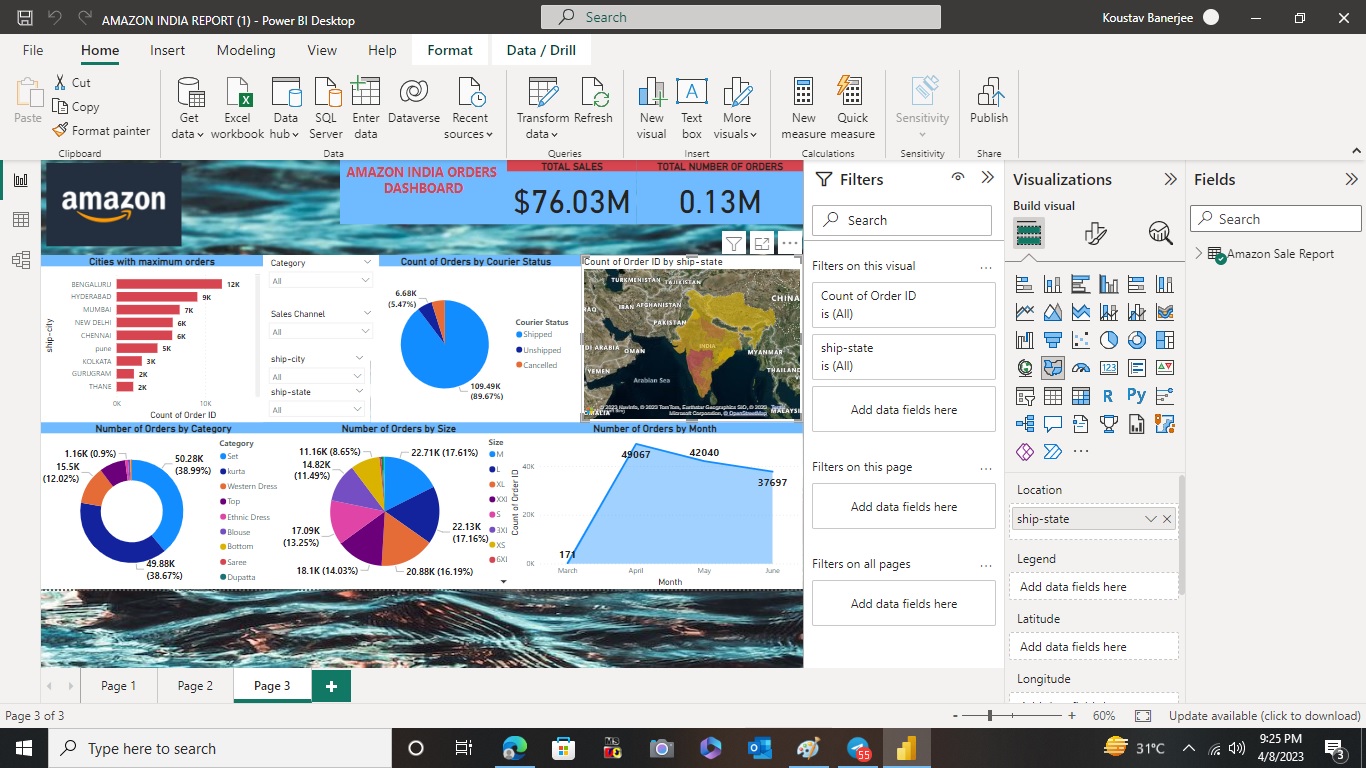 AMAZON INDIA REPORT (1) - Power BI Desktop
Search
Koustav Banerjee
File
Home
Insert
Modeling
View
Help
Format
Data / Drill
Paste
Cut
Copy
Format painter
Clipboard
Get data
Excel workbook
Data hub
SQL Server
Enter data
Dataverse
Recent sources
Data
Transform data
Refresh
Queries
New visual
Text box
More visuals
Insert
New measure
Quick measure
Calculations
Sensitivity
Sensitivity
Publish
Share
amazon
AMAZON INDIA ORDERS
DASHBOARD
TOTAL SALES
$76.03M
TOTAL NUMBER OF ORDERS
0.13M
Cities with maximum orders
ship-city
BENGALURU 12K
HYDERABAD 9K
MUMBAI 7K
NEW DELHI 6K
CHENNAI 6K
pune 5K
KOLKATA 3K
GURUGRAM 2K
THANE 2K
0K 10K
Count of Order ID
Category
All
Sales Channel
All
ship-city
All
ship-state
All
Count of Orders by Courier Status
6.68K
(5.47%)
109.49K
(89.67%)
Courier Status
Shipped
Unshipped
Cancelled
Count of Order ID by ship-state
TURKMENISTAN TAJIKISTAN
CHINA
IRAN AFGHANISTAN
PAKISTAN
OMAN
INDIA
MYANMAR
YEMEN
THAILAND
Arabian Sea
Number of Orders by Category
1.16K (0.9%)
15.5K
(12.02%)
50.28K
(38.99%)
49.88K
(38.67%)
Category
Set
kurta
Western Dress
Top
Ethnic Dress
Blouse
Bottom
Saree
Dupatta
Number of Orders by Size
11.16K (8.65%)
14.82K
(11.49%)
17.09K
(13.25%)
18.1K (14.03%)
22.71K (17.61%)
22.13K
(17.16%)
20.88K (16.19%)
Size
M
L
XL
XXL
S
3XL
XS
6XL
Number of Orders by Month
Count of Order ID
40K
20K
0K
171
49067
42040
37697
March April May June
Month
Filters
Search
Filters on this visual
Count of Order ID
is (All)
ship-state
is (All)
Add data fields here
Filters on this page
Add data fields here
Filters on all pages
Add data fields here
Visualizations
Build visual
123
R
Py
Location
ship-state
Legend
Add data fields here
Latitude
Add data fields here
Longitude
Fields
Search
Amazon Sale Report
Page 1
Page 2
Page 3
Page 3 of 3
- + 60%
Update available (click to download)
Type here to search
55
31°C
9:25 PM
4/8/2023
3